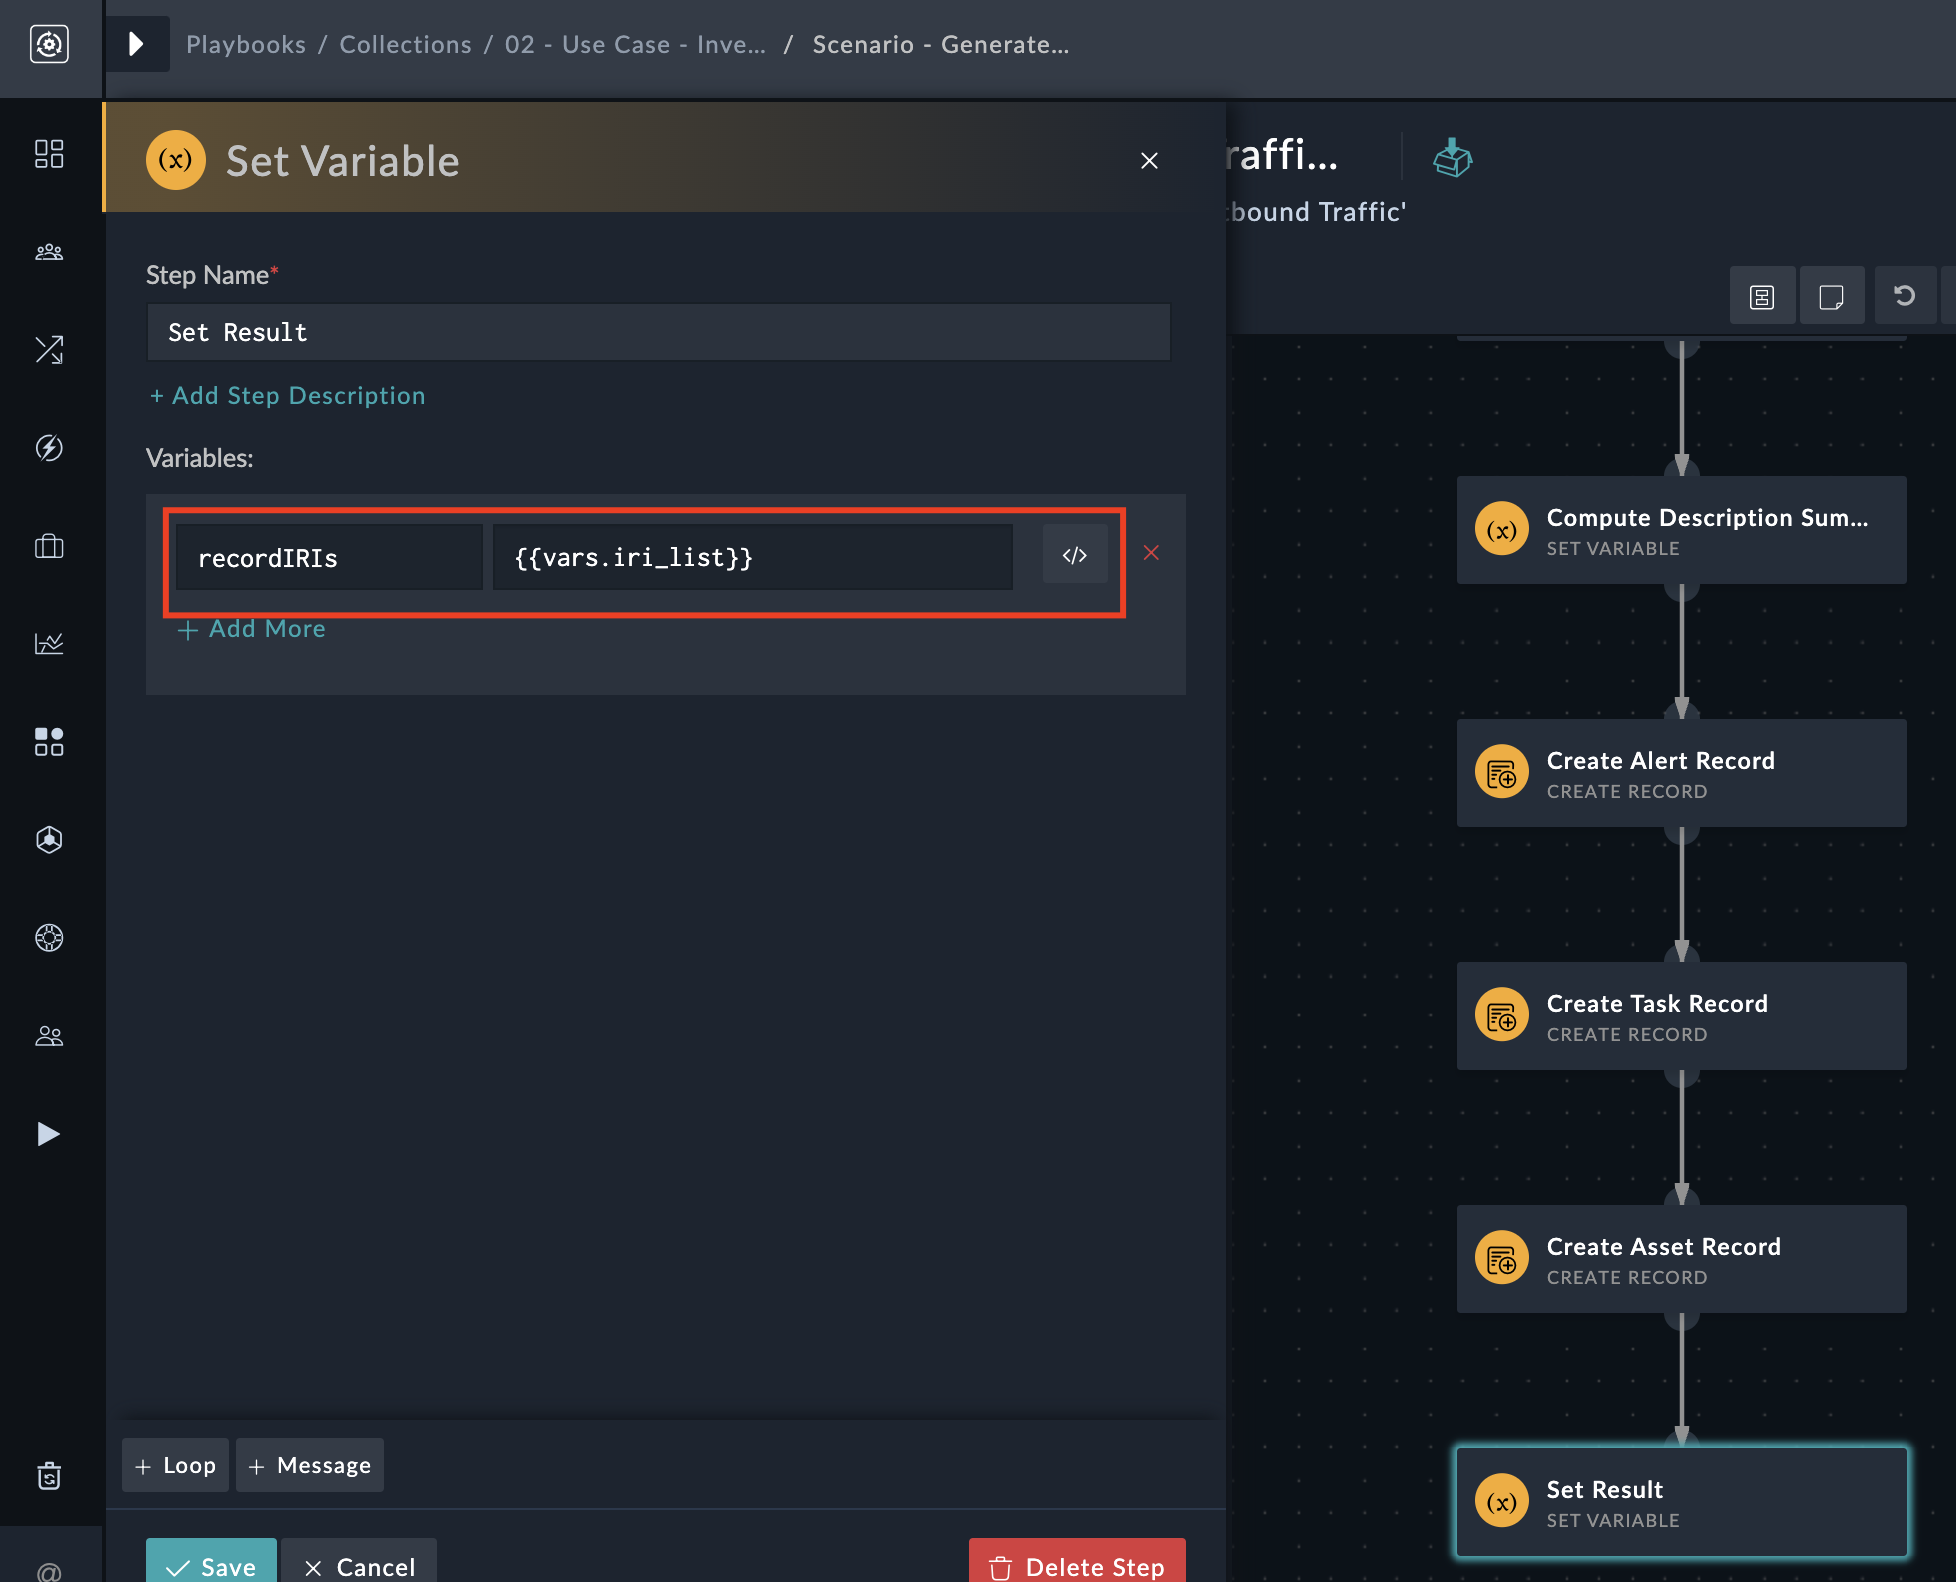 Playbooks / Collections / 02 - Use Case - Inve... / Scenario - Generate...
(x) Set Variable
raffi...
tbound Traffic'
Step Name*
Set Result
+ Add Step Description
Variables:
recordIRIs {{vars.iri_list}} </>
+ Add More
(x) Compute Description Sum...
SET VARIABLE
Create Alert Record
CREATE RECORD
Create Task Record
CREATE RECORD
Create Asset Record
CREATE RECORD
(x) Set Result
SET VARIABLE
+ Loop + Message
Save Cancel Delete Step
@